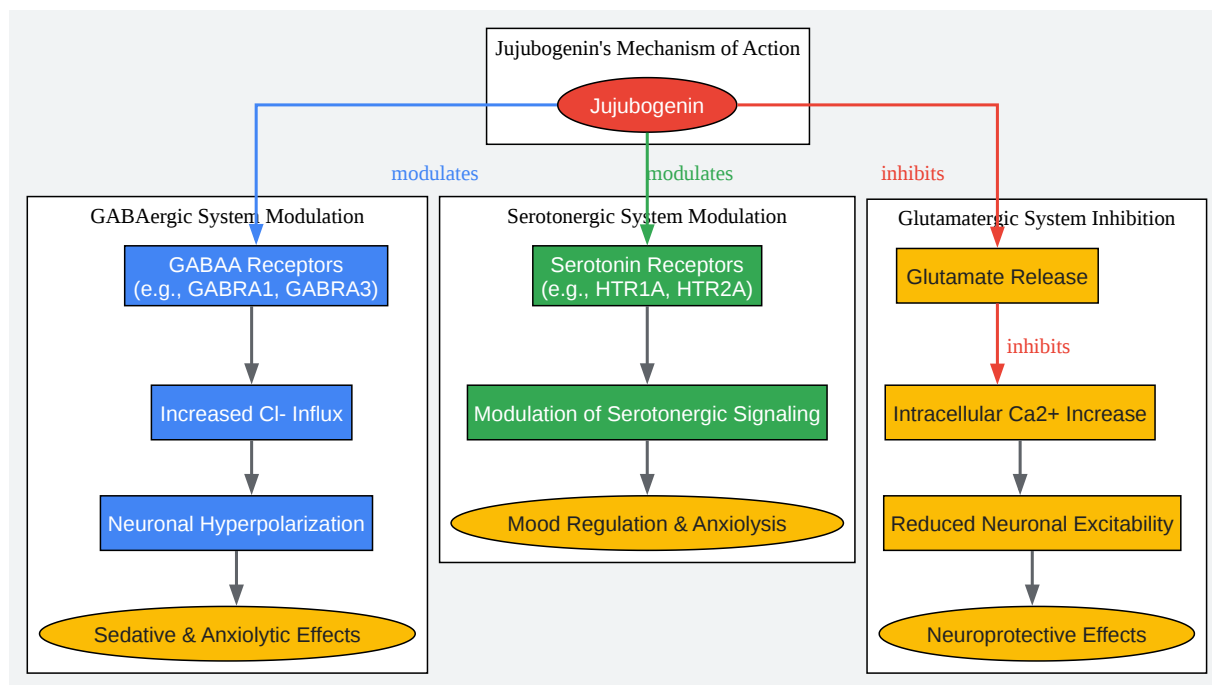 Jujubogenin's Mechanism of Action
Jujubogenin
modulates
modulates
inhibits
GABAergic System Modulation
GABAA Receptors
(e.g., GABRA1, GABRA3)
Increased Cl- Influx
Neuronal Hyperpolarization
Sedative & Anxiolytic Effects
Serotonergic System Modulation
Serotonin Receptors
(e.g., HTR1A, HTR2A)
Modulation of Serotonergic Signaling
Mood Regulation & Anxiolysis
Glutamatergic System Inhibition
Glutamate Release
inhibits
Intracellular Ca2+ Increase
Reduced Neuronal Excitability
Neuroprotective Effects